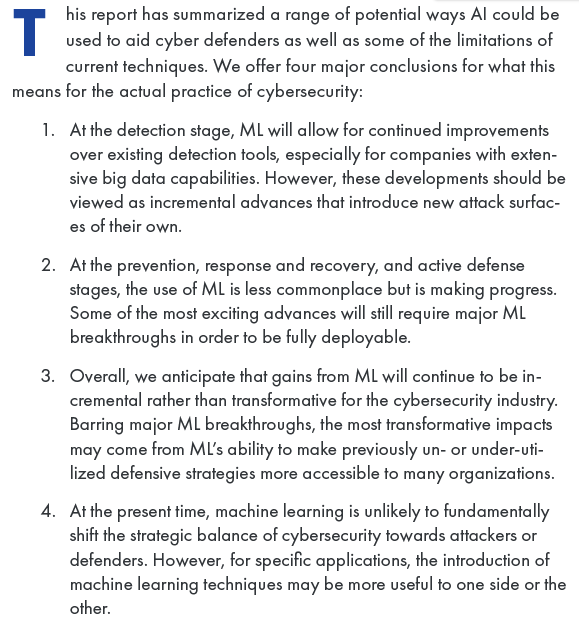 This report has summarized a range of potential ways AI could be
used to aid cyber defenders as well as some of the limitations of
current techniques. We offer four major conclusions for what this
means for the actual practice of cybersecurity:
1. At the detection stage, ML will allow for continued improvements
over existing detection tools, especially for companies with exten-
sive big data capabilities. However, these developments should be
viewed as incremental advances that introduce new attack surfac-
es of their own.
2. At the prevention, response and recovery, and active defense
stages, the use of ML is less commonplace but is making progress.
Some of the most exciting advances will still require major ML
breakthroughs in order to be fully deployable.
3. Overall, we anticipate that gains from ML will continue to be in-
cremental rather than transformative for the cybersecurity industry.
Barring major ML breakthroughs, the most transformative impacts
may come from ML's ability to make previously un- or under-uti-
lized defensive strategies more accessible to many organizations.
4. At the present time, machine learning is unlikely to fundamentally
shift the strategic balance of cybersecurity towards attackers or
defenders. However, for specific applications, the introduction of
machine learning techniques may be more useful to one side or the
other.